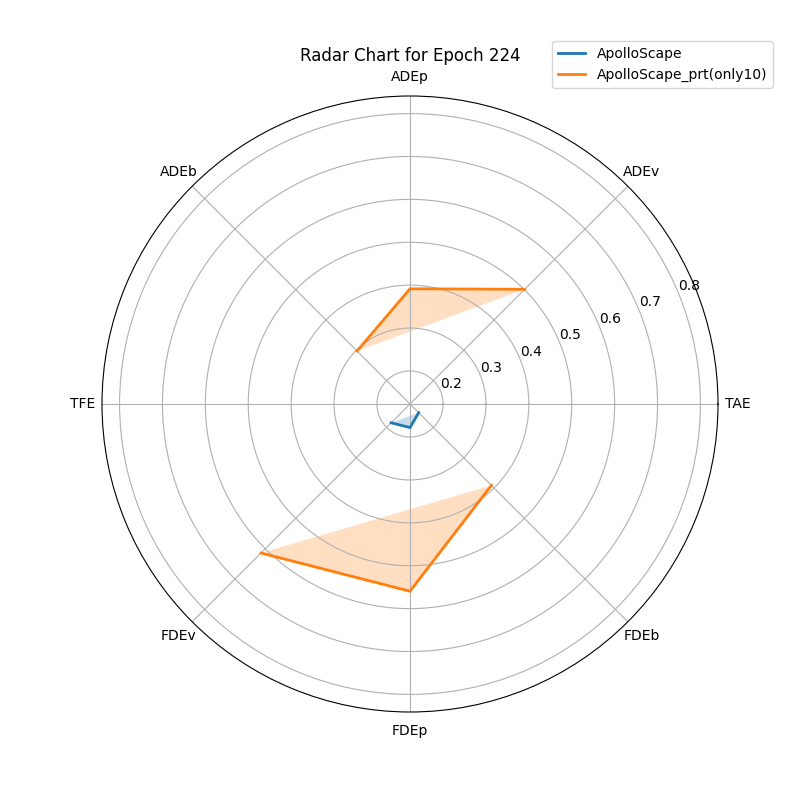 Radar Chart for Epoch 224
ApolloScape
ApolloScape_prt(only10)
ADEp
ADEb
ADEv
0.8
0.7
0.6
0.5
0.4
0.3
0.2
TFE
TAE
FDEv
FDEb
FDEp